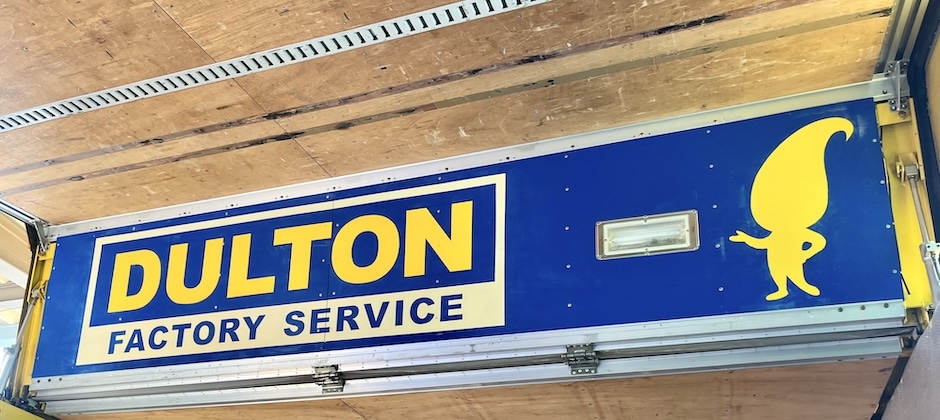 DULTON
FACTORY SERVICE